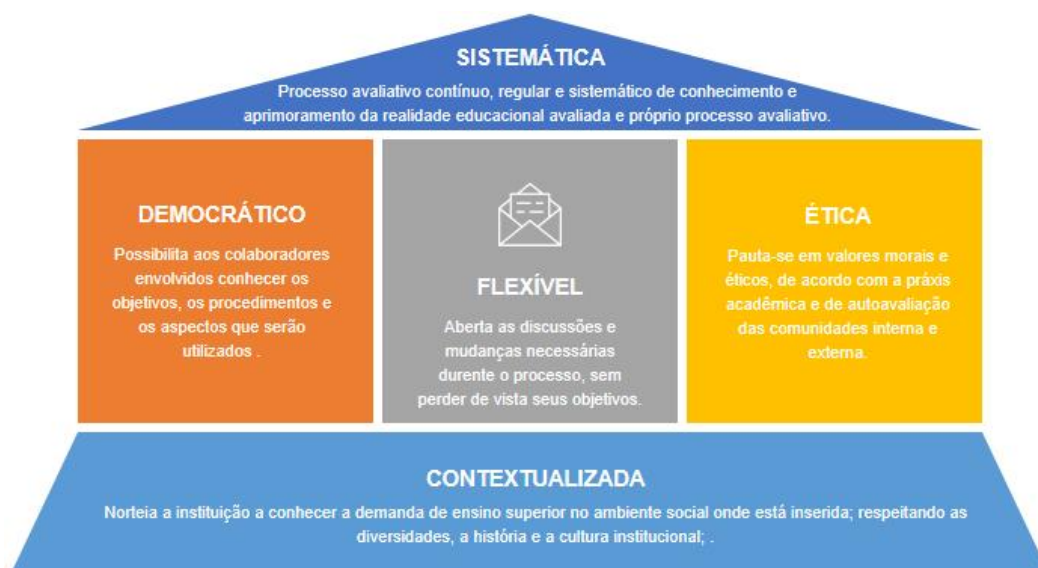 SISTEMÁTICA
Processo avaliativo contínuo, regular e sistemático de conhecimento e
aprimoramento da realidade educacional avaliada e próprio processo avaliativo.
DEMOCRÁTICO
Possibilita aos colaboradores
envolvidos conhecer os
objetivos, os procedimentos e
os aspectos que serão
utilizados .
FLEXÍVEL
Aberta as discussões e
mudanças necessárias
durente o processo, sem
perder de vista seus objetivos.
ÉTICA
Pauta-se em valores morais e
éticos, de acordo com a práxis
acadêmica e de autoavaliação
das comunidades interna e
externa.
CONTEXTUALIZADA
Norteia a instituição a conhecer a demanda de ensino superior no ambiente social onde está inserida; respeitando as
diversidades, a história e a cultura institucional; .